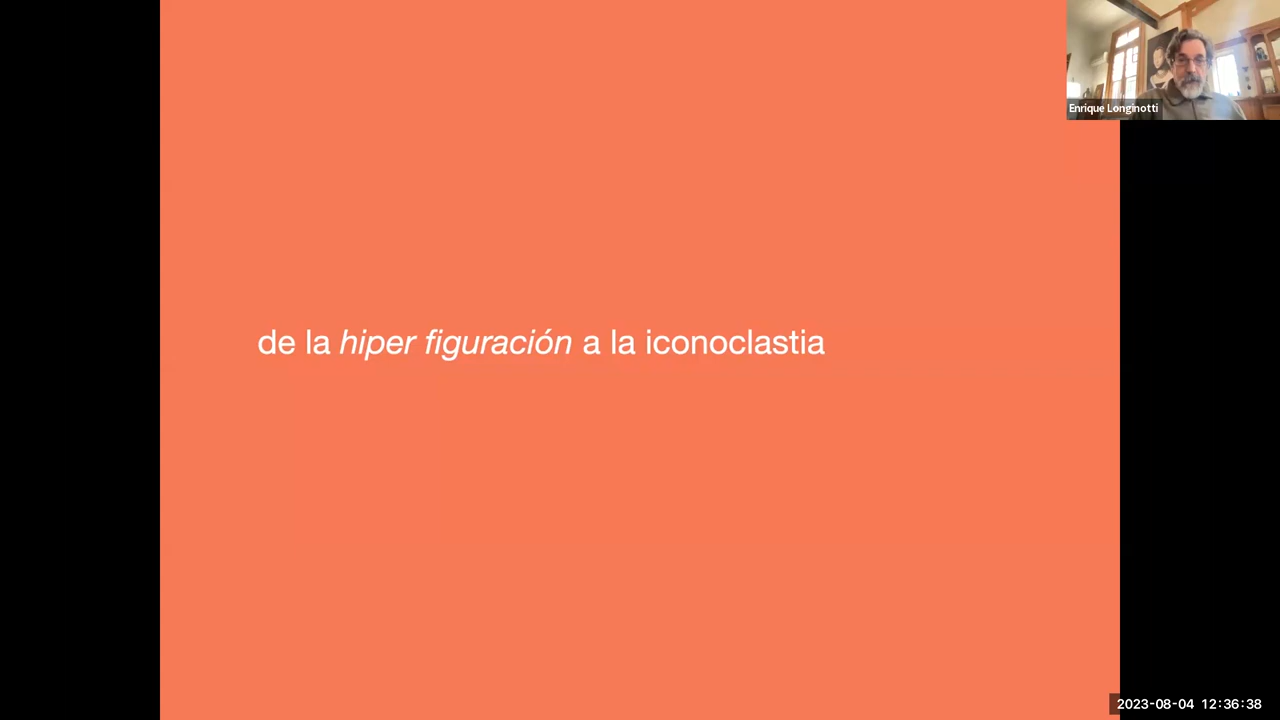 Enrique Longinotti
de la hiper figuración a la iconoclastia
2023-08-04 12:36:38